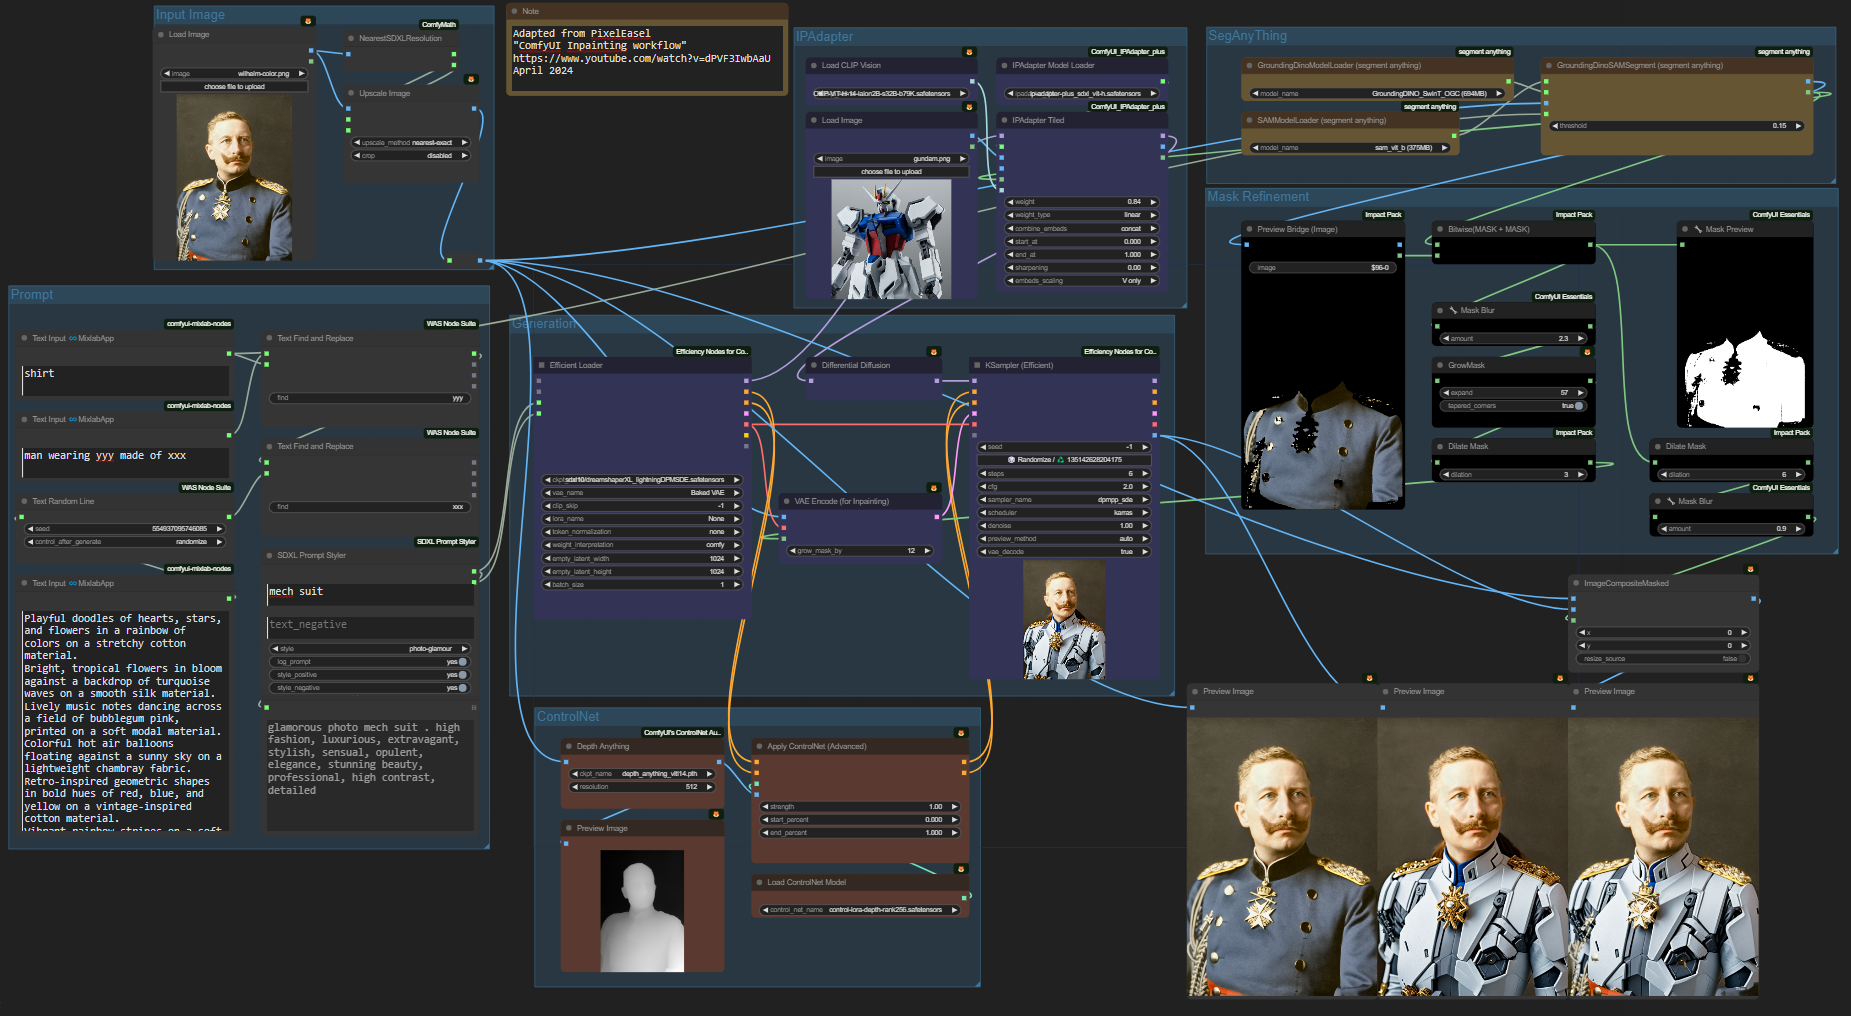 Input Image
Load Image
image wilhelm-color.png
choose file to upload
ComfyMath
NearestSDXLResolution
Upscale Image
upscale_method nearest-exact
crop disabled
Note
Adapted from PixelEasel
"ComfyUI Inpainting workflow"
https://www.youtube.com/watch?v=dPVF3IwbAaU
April 2024
IPAdapter
Load CLIP Vision
ComfyUI_IPAdapter_plus
IPAdapter Model Loader
ip-adapter-plus_sdxl_vit-h.safetensors
Load Image
image gundam.png
choose file to upload
ComfyUI_IPAdapter_plus
IPAdapter Tiled
weight 0.84
weight_type linear
combine_embeds concat
start_at 0.000
end_at 1.000
sharpening 0.00
embeds_scaling V only
SegAnyThing
segment anything
GroundingDinoModelLoader (segment anything)
model_name GroundingDINO_SwinT_OGC (694MB)
segment anything
SAMModelLoader (segment anything)
model_name sam_vit_b (375MB)
segment anything
GroundingDinoSAMSegment (segment anything)
threshold 0.15
Mask Refinement
Impact Pack
Preview Bridge (Image)
image $96-0
Impact Pack
Bitwise(MASK + MASK)
ComfyUI Essentials
Mask Blur
amount 2.3
GrowMask
expand 57
tapered_corners true
Impact Pack
Dilate Mask
dilation 3
ComfyUI Essentials
Mask Preview
Impact Pack
Dilate Mask
dilation 6
ComfyUI Essentials
Mask Blur
amount 0.9
Prompt
comfyui-mixlab-nodes
Text Input ♾️MixlabApp
shirt
comfyui-mixlab-nodes
Text Input ♾️MixlabApp
man wearing yyy made of xxx
WAS Node Suite
Text Random Line
seed 554937095746085
control_after_generate randomize
comfyui-mixlab-nodes
Text Input ♾️MixlabApp
Playful doodles of hearts, stars,
and flowers in a rainbow of
colors on a stretchy cotton
material.
Bright, tropical flowers in bloom
against a backdrop of turquoise
waves on a smooth silk material.
Lively music notes dancing across
a field of bubblegum pink,
printed on a soft modal material.
Colorful hot air balloons
floating against a sunny sky on a
lightweight chambray fabric.
Retro-inspired geometric shapes
in bold hues of red, blue, and
yellow on a vintage-inspired
cotton material.
Vibrant rainbow stripes on a soft
WAS Node Suite
Text Find and Replace
find yyy
WAS Node Suite
Text Find and Replace
find xxx
SDXL Prompt Styler
SDXL Prompt Styler
mech suit
text_negative
style photo-glamour
log_prompt yes
style_positive yes
style_negative yes
glamorous photo mech suit . high
fashion, luxurious, extravagant,
stylish, sensual, opulent,
elegance, stunning beauty,
professional, high contrast,
detailed
Generation
Efficiency Nodes for Co..
Efficient Loader
sdxl10/dreamshaperXL_lightningDPMSDE.safetensors
vae_name Baked VAE
clip_skip -1
lora_name None
token_normalization none
weight_interpretation comfy
empty_latent_width 1024
empty_latent_height 1024
batch_size 1
Differential Diffusion
VAE Encode (for Inpainting)
grow_mask_by 12
Efficiency Nodes for Co..
KSampler (Efficient)
seed -1
Randomize / ♻️ 135142628204175
steps 6
cfg 2.0
sampler_name dpmpp_sde
scheduler karras
denoise 1.00
preview_method auto
vae_decode true
ControlNet
ComfyUI's ControlNet Au..
Depth Anything
ckpt_name depth_anything_vitl14.pth
resolution 512
Preview Image
Apply ControlNet (Advanced)
strength 1.00
start_percent 0.000
end_percent 1.000
Load ControlNet Model
control_net_name control-lora-depth-rank256.safetensors
ImageCompositeMasked
x 0
y 0
resize_source false
Preview Image
Preview Image
Preview Image